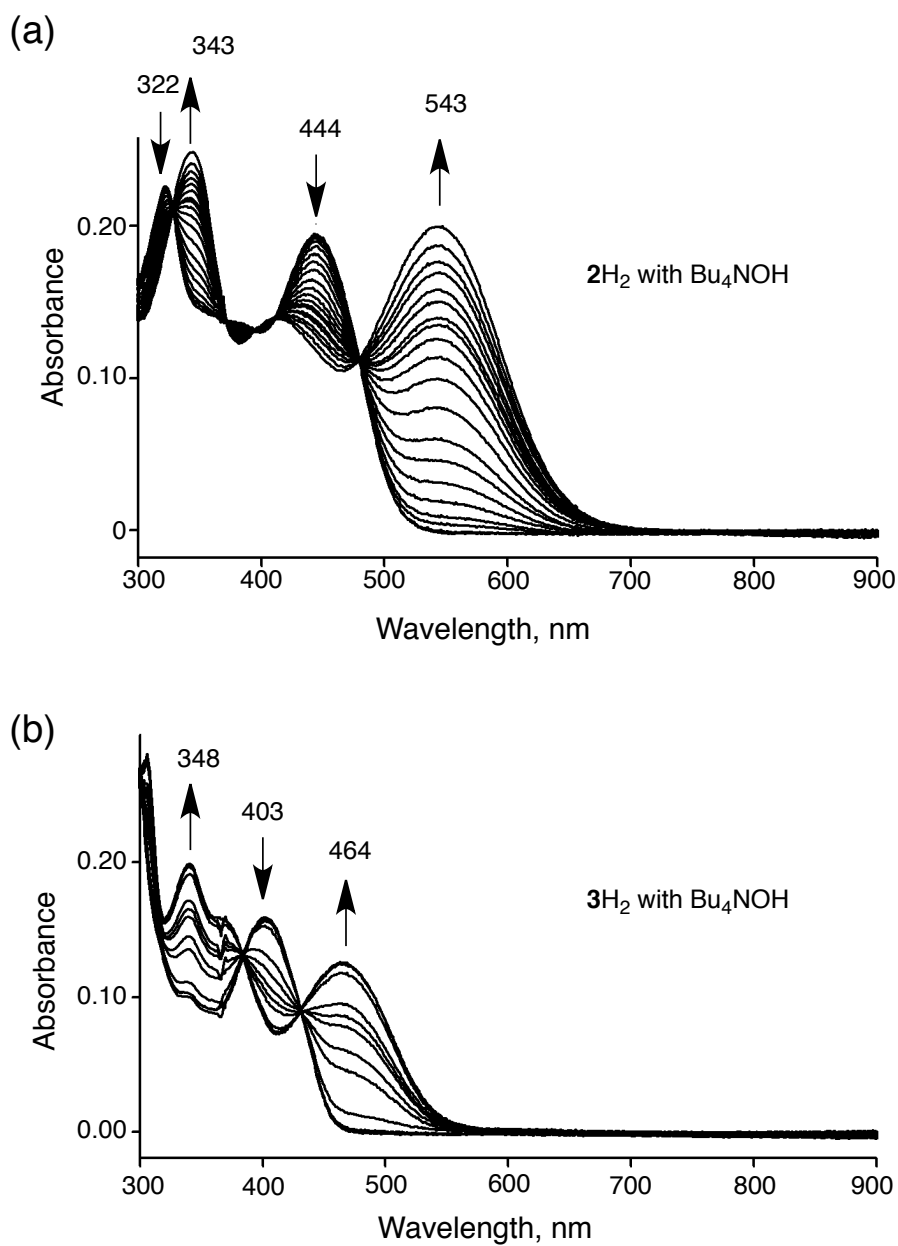 (a)
343
322
444
543
0.20
0.10
0
Absorbance
2H₂ with Bu₄NOH
300 400 500 600 700 800 900
Wavelength, nm
(b)
348
403
464
0.20
0.10
0.00
Absorbance
3H₂ with Bu₄NOH
300 400 500 600 700 800 900
Wavelength, nm